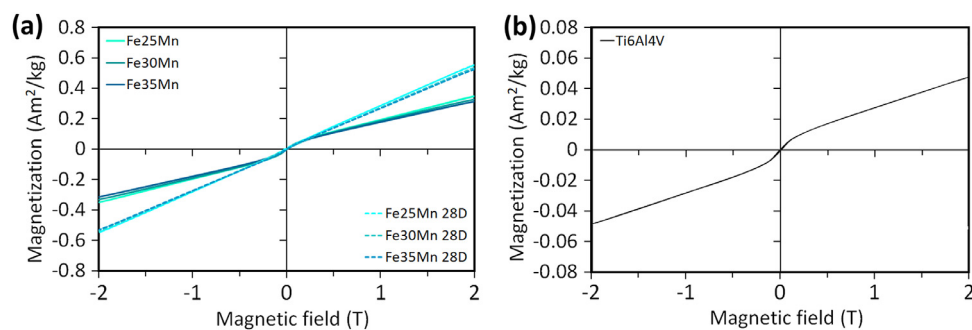 (a)
Magnetization (Am²/kg)
0.8
0.6
0.4
0.2
0
-0.2
-0.4
-0.6
-0.8
Fe25Mn
Fe30Mn
Fe35Mn
Fe25Mn 28D
Fe30Mn 28D
Fe35Mn 28D
-2 -1 0 1 2
Magnetic field (T)
(b)
Magnetization (Am²/kg)
0.08
0.06
0.04
0.02
0
-0.02
-0.04
-0.06
-0.08
Ti6Al4V
-2 -1 0 1 2
Magnetic field (T)